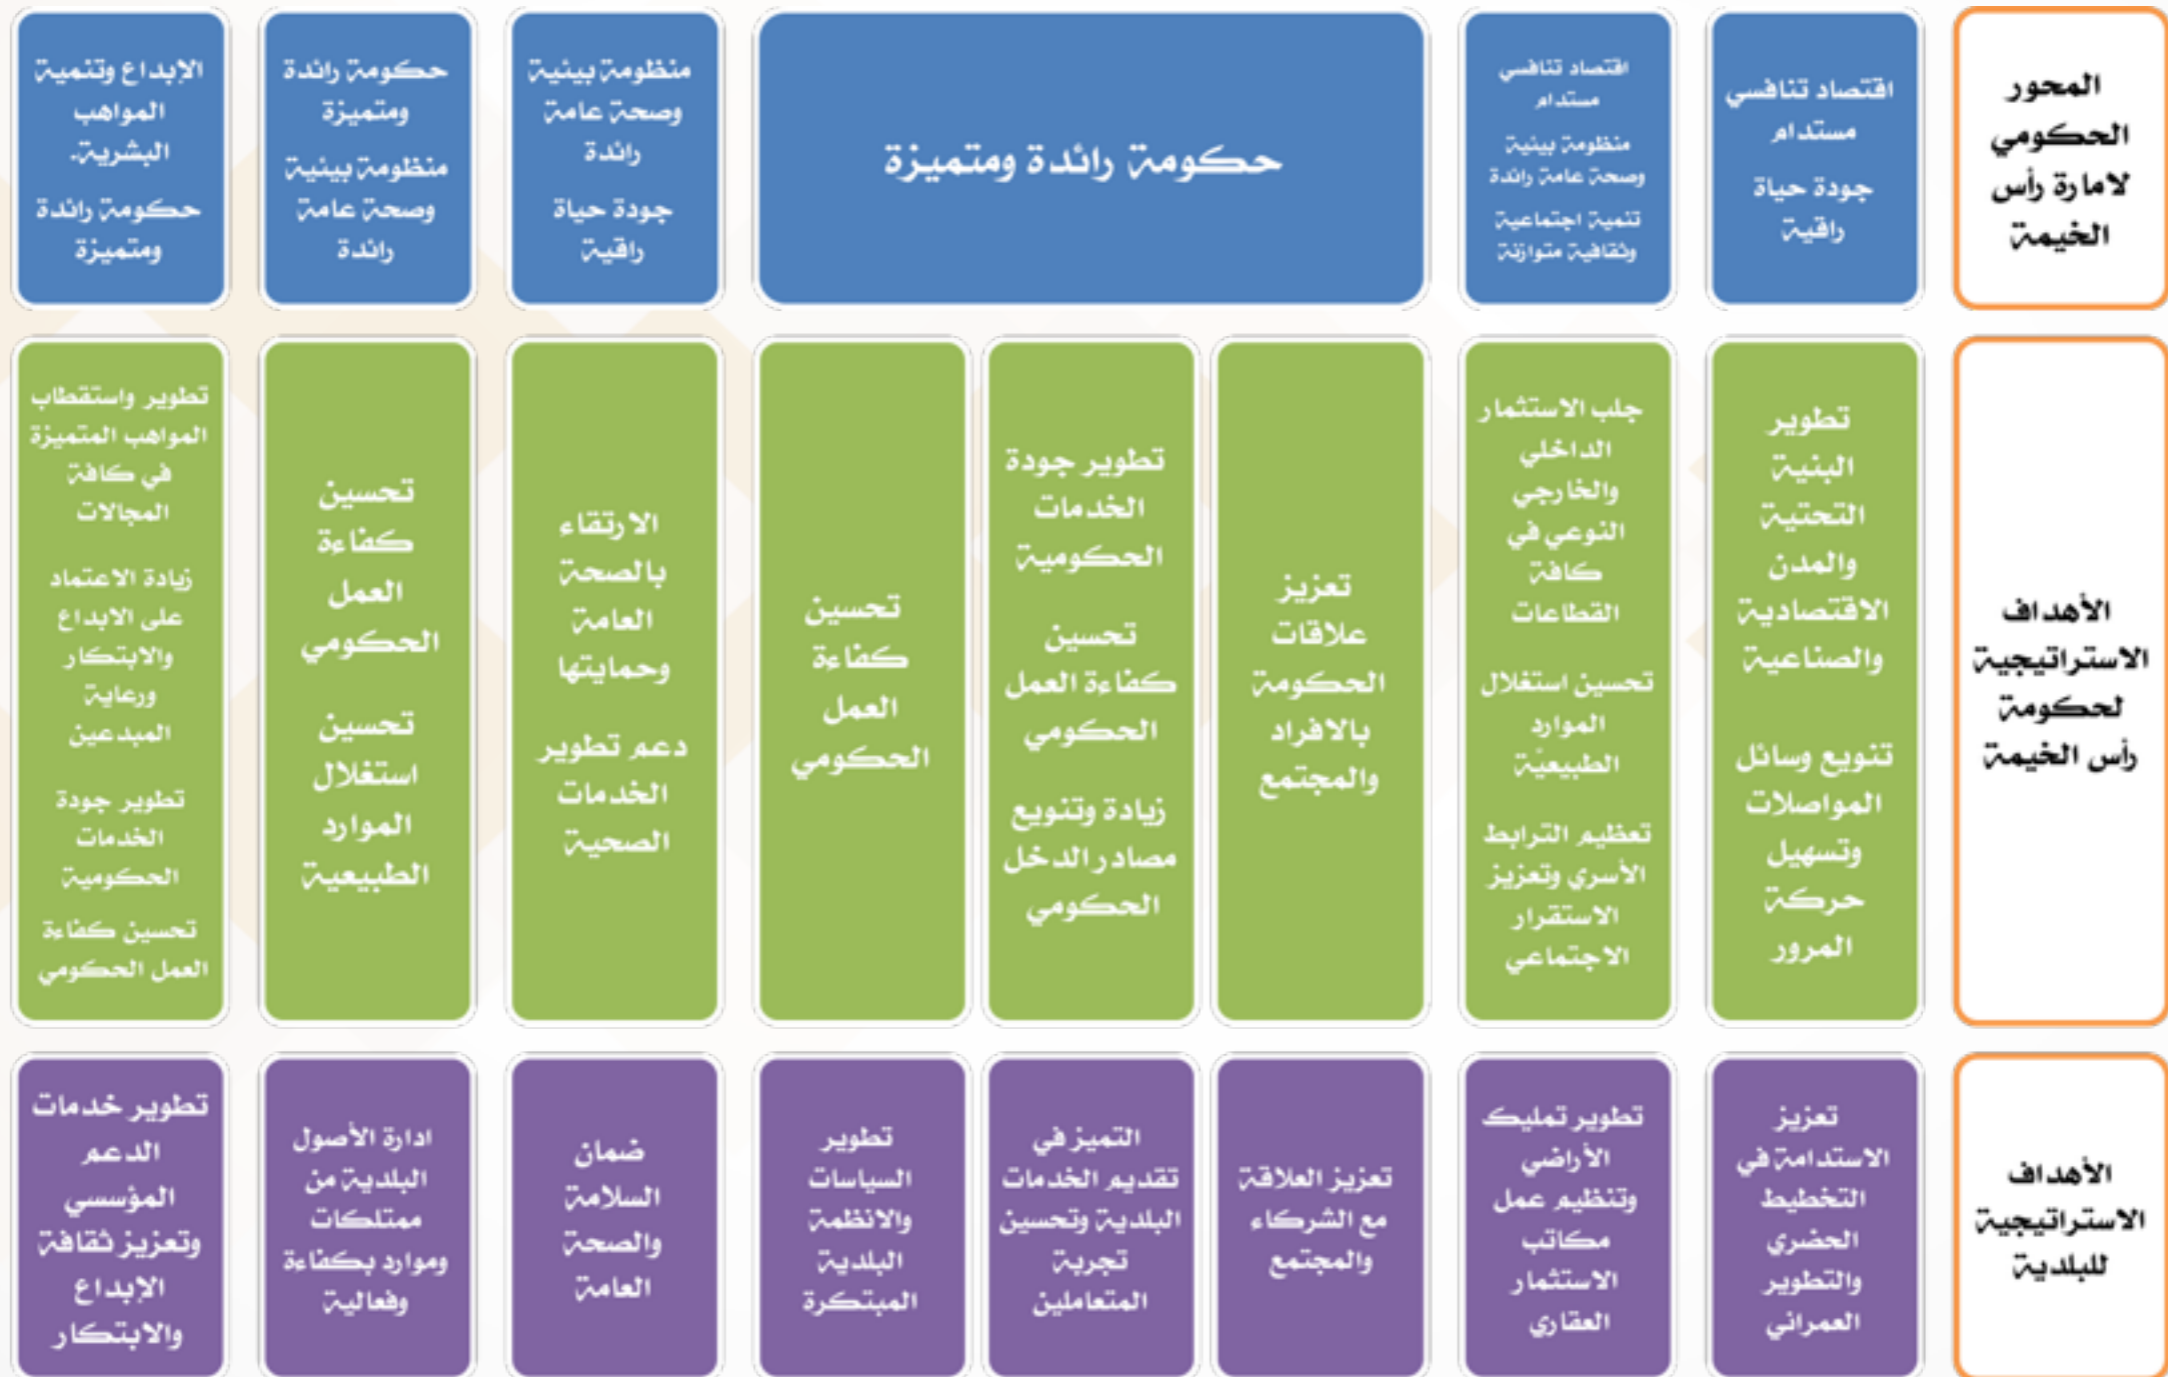 المحور
الحكومي
لامارة رأس
الخيمة
اقتصاد تنافسي
مستدام
جودة حياة
راقية
اقتصاد تنافسي
مستدام
منظومة بيئية
وصحة عامة رائدة
تنمية اجتماعية
وثقافية متوازنة
حكومة رائدة ومتميزة
منظومة بيئية
وصحة عامة
رائدة
جودة حياة
راقية
حكومة رائدة
ومتميزة
منظومة بيئية
وصحة عامة
رائدة
الإبداع وتنمية
المواهب
البشرية.
حكومة رائدة
ومتميزة
الأهداف
الاستراتيجية
لحكومة
رأس الخيمة
تطوير
البنية
التحتية
والمدن
الاقتصادية
والصناعية
تنويع وسائل
المواصلات
وتسهيل
حركة
المرور
جلب الاستثمار
الداخلي
والخارجي
النوعي في
كافة
القطاعات
تحسين استغلال
الموارد
الطبيعيّة
تعظيم الترابط
الأسري وتعزيز
الاستقرار
الاجتماعي
تعزيز
علاقات
الحكومة
بالافراد
والمجتمع
تطوير جودة
الخدمات
الحكومية
تحسين
كفاءة العمل
الحكومي
زيادة وتنويع
مصادر الدخل
الحكومي
تحسين
كفاءة
العمل
الحكومي
الارتقاء
بالصحة
العامة
وحمايتها
دعم تطوير
الخدمات
الصحية
تحسين
كفاءة
العمل
الحكومي
تحسين
استغلال
الموارد
الطبيعية
تطوير واستقطاب
المواهب المتميزة
في كافة
المجالات
زيادة الاعتماد
على الابداع
والابتكار
ورعاية
المبدعين
تطوير جودة
الخدمات
الحكومية
تحسين كفاءة
العمل الحكومي
الأهداف
الاستراتيجية
للبلدية
تعزيز
الاستدامة في
التخطيط
الحضري
والتطوير
العمراني
تطوير تمليك
الأراضي
وتنظيم عمل
مكاتب
الاستثمار
العقاري
تعزيز العلاقة
مع الشركاء
والمجتمع
التميز في
تقديم الخدمات
البلدية وتحسين
تجربة
المتعاملين
تطوير
السياسات
والانظمة
البلدية
المبتكرة
ضمان
السلامة
والصحة
العامة
ادارة الأصول
البلدية من
ممتلكات
وموارد بكفاءة
وفعالية
تطوير خدمات
الدعم
المؤسسي
وتعزيز ثقافة
الإبداع
والابتكار